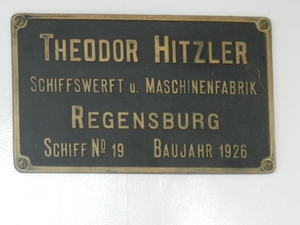 THEODOR HITZLER
SCHIFFSWERFT U. MASCHINENFABRIK
REGENSBURG
SCHIFF Nº 19 BAUJAHR 1926